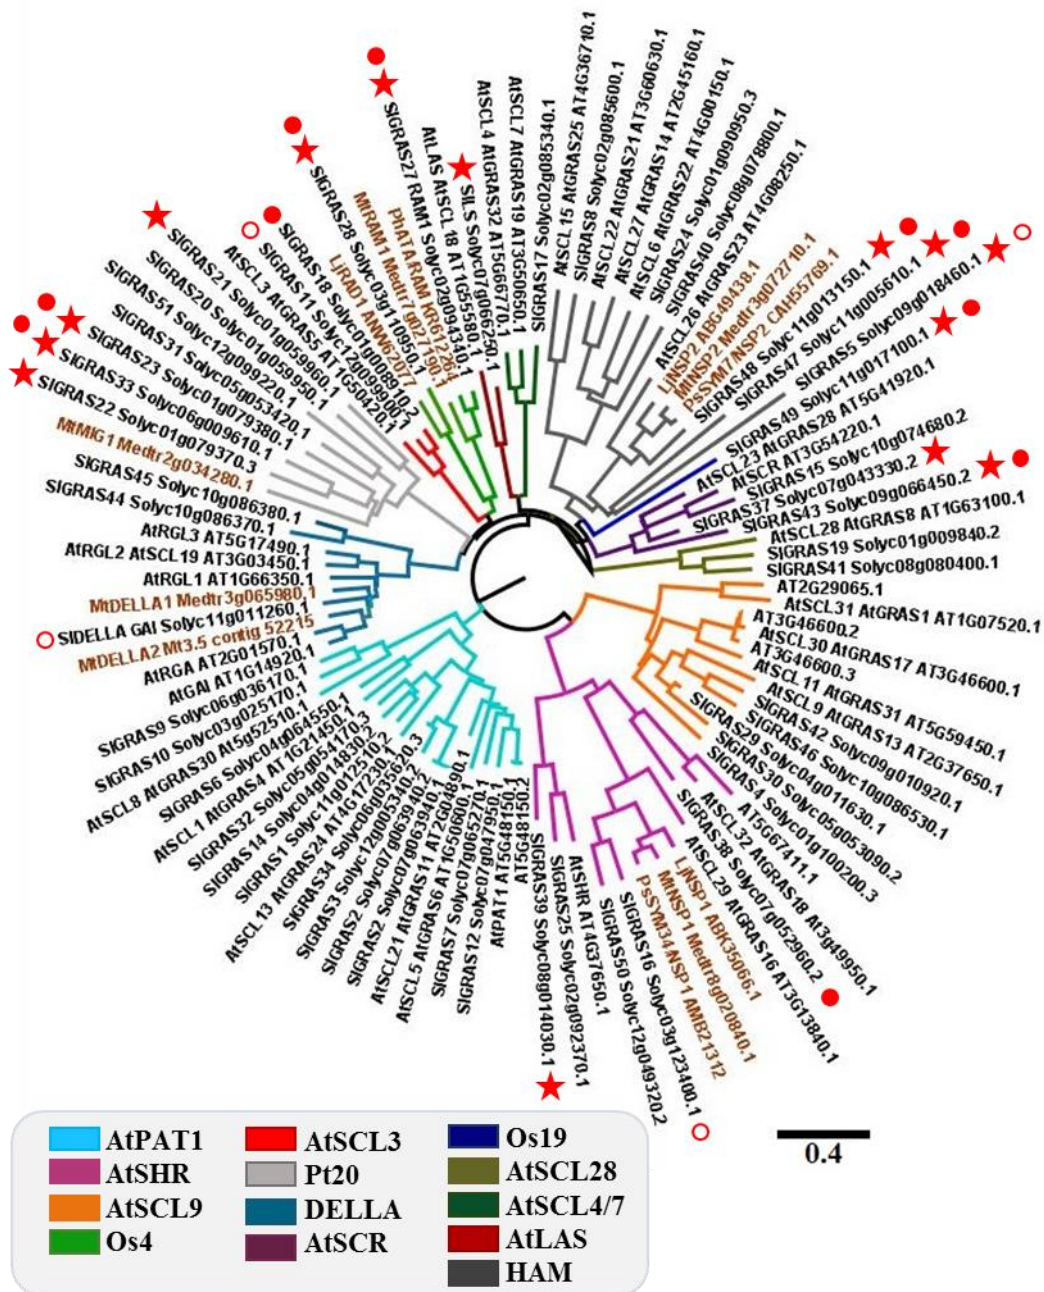 SlGRAS27 RAM1 Solyc02g094340.1
AtLAS AtSCL18 AT1G55580.1
SlLS Solyc07g066250.1
AtSCL4 AtGRAS32 AT5G66770.1
AtSCL7 AtGRAS19 AT3G50650.1
SlGRAS17 Solyc02g085340.1
AtSCL15 AtGRAS25 AT4G36710.1
SlGRAS8 Solyc02g085600.1
AtSCL22 AtGRAS21 AT3G60630.1
AtSCL27 AtGRAS14 AT2G45160.1
AtSCL6 AtGRAS22 AT4G00150.1
SlGRAS24 Solyc01g090950.3
SlGRAS40 Solyc08g078800.1
AtSCL26 AtGRAS23 AT4G08250.1
LjNSP2 AIB49438.1
MtNSP2 Medtr3g072710.1
PsSYM7/NSP2 CAH55769.1
SlGRAS48 Solyc11g013150.1
SlGRAS47 Solyc11g005610.1
SlGRAS5 Solyc09g018460.1
SlGRAS49 Solyc11g017100.1
AtSCL23 AtGRAS28 AT5G41920.1
AtSCR AT3G54220.1
SlGRAS15 Solyc10g074680.2
SlGRAS37 Solyc07g043330.2
SlGRAS43 Solyc09g066450.2
AtSCL28 AtGRAS8 AT1G63100.1
SlGRAS19 Solyc01g009840.2
SlGRAS41 Solyc08g080400.1
AT2G29065.1
AtSCL31 AtGRAS1 AT1G07520.1
AT3G46600.2
AtSCL30 AtGRAS17 AT3G46600.1
AT3G46600.3
AtSCL11 AtGRAS31 AT5G59450.1
AtSCL9 AtGRAS13 AT2G37650.1
SlGRAS42 Solyc09g010920.1
SlGRAS46 Solyc10g086530.1
SlGRAS29 Solyc04g011630.1
SlGRAS30 Solyc05g053090.2
SlGRAS4 Solyc01g100200.3
AT5G67411.1
AtSCL32 AtGRAS18 At3g49950.1
SlGRAS38 Solyc07g052960.2
AtSCL29 AtGRAS16 AT3G13840.1
LjNSP1 ABK35066.1
MtNSP1 Medtr8g020840.1
PsSYM34/NSP1 AMB21312
SlGRAS16 Solyc03g123400.1
SlGRAS50 Solyc12g049320.2
AtSHR AT4G37650.1
SlGRAS25 Solyc02g092370.1
SlGRAS39 Solyc08g014030.1
AT5G48150.2
AtPAT1 AT5G48150.1
SlGRAS12 Solyc07g047950.1
SlGRAS7 Solyc07g065270.1
AtSCL5 AtGRAS6 AT1G50600.1
AtSCL21 AtGRAS11 AT2G04890.1
SlGRAS2 Solyc07g063940.1
SlGRAS2 Solyc07g063940.2
SlGRAS3 Solyc12g005340.2
SlGRAS34 Solyc06g035620.3
AtSCL13 AtGRAS24 AT4G17230.1
SlGRAS1 Solyc11g012510.2
SlGRAS14 Solyc04g014830.2
SlGRAS32 Solyc05g054170.3
AtSCL1 AtGRAS4 AT1G21450.1
SlGRAS6 Solyc04g064550.1
AtSCL8 AtGRAS30 At5g52510.1
SlGRAS10 Solyc03g025170.1
SlGRAS9 Solyc06g036170.1
AtGAI AT1G14920.1
AtRGA AT2G01570.1
MtDELLA2 Mt3.5 contig 52215
SlDELLA GAI Solyc11g011260.1
MtDELLA1 Medtr3g065980.1
AtRGL1 AT1G66350.1
AtRGL2 AtSCL19 AT3G03450.1
AtRGL3 AT5G17490.1
SlGRAS44 Solyc10g086370.1
SlGRAS45 Solyc10g086380.1
MtMIG1 Medtr2g034280.1
SlGRAS22 Solyc01g079370.3
SlGRAS33 Solyc06g009610.1
SlGRAS23 Solyc01g079380.1
SlGRAS31 Solyc05g053420.1
SlGRAS51 Solyc12g099220.1
SlGRAS20 Solyc01g059950.1
SlGRAS21 Solyc01g059960.1
AtSCL3 AtGRAS5 AT1G50420.1
SlGRAS11 Solyc12g099900.1
SlGRAS18 Solyc01g008910.2
LjRAD1 ANW62077
SlGRAS28 Solyc03g110950.1
MtRAM1 Medtr7g027190.1
PhATA/RAM KR612264
AtPAT1
AtSHR
AtSCL9
Os4
AtSCL3
Pt20
DELLA
AtSCR
Os19
AtSCL28
AtSCL4/7
AtLAS
HAM
0.4